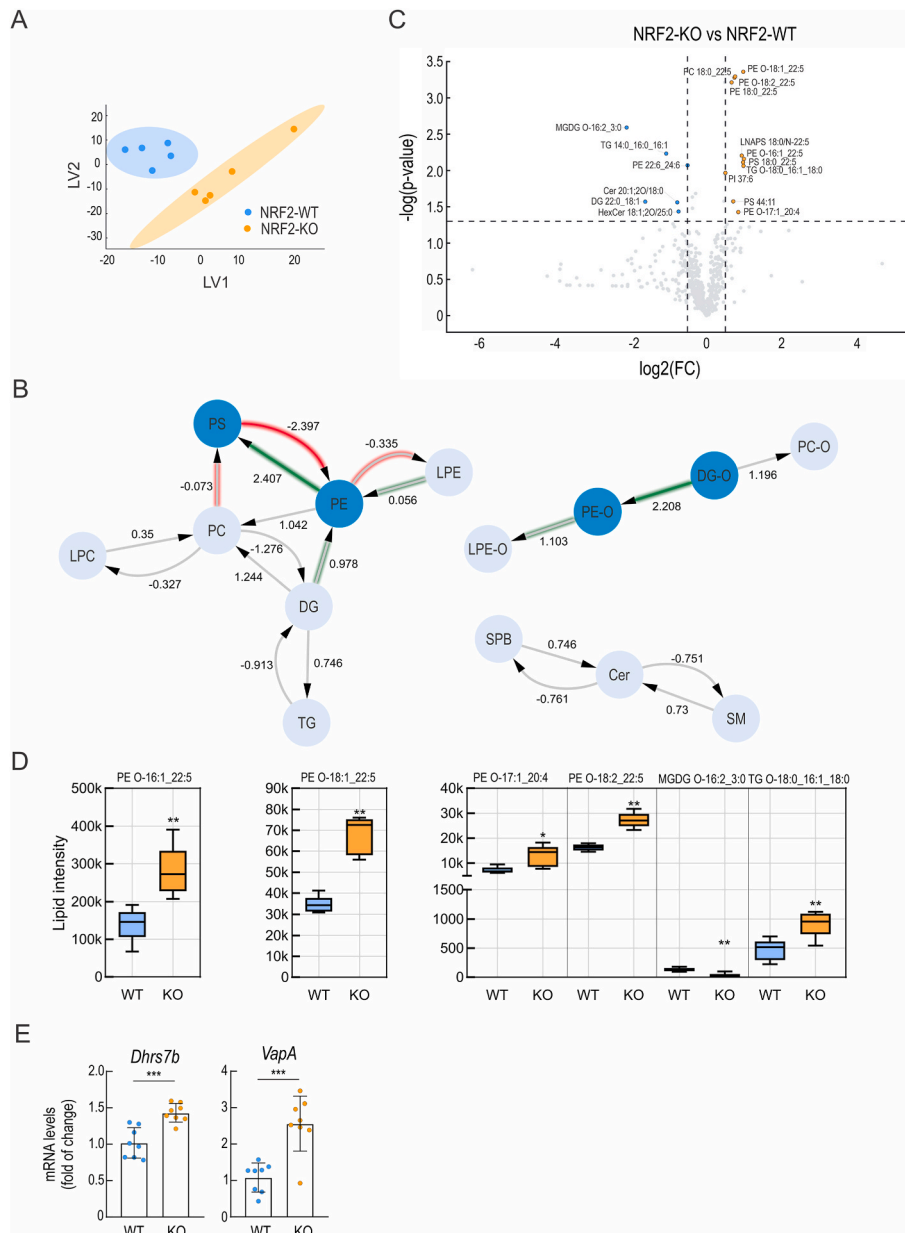 A
LV2
20
10
0
-10
-20
-30
-20
-10
0
10
20
LV1
NRF2-WT
NRF2-KO
C
NRF2-KO vs NRF2-WT
-log(p-value)
3.5
3.0
2.5
2.0
1.5
1.0
0.5
0.0
-6
-4
-2
0
2
4
log2(FC)
PC 18:0_22:5
PE O-18:1_22:5
PE O-18:2_22:5
PE 18:0_22:5
MGDG O-16:2_3:0
TG 14:0_16:0_16:1
PE 22:6_24:6
LNAPS 18:0/N-22:5
PE O-16:1_22:5
PS 18:0_22:5
TG O-18:0_16:1_18:0
PI 37:6
Cer 20:1;2O/18:0
DG 22:0_18:1
HexCer 18:1;2O/25:0
PS 44:11
PE O-17:1_20:4
B
PS
-2.397
-0.335
LPE
2.407
0.056
-0.073
PE
PC
1.042
LPC
0.35
-0.327
-1.276
1.244
0.978
DG
-0.913
0.746
TG
PC-O
1.196
DG-O
2.208
PE-O
1.103
LPE-O
SPB
0.746
-0.761
Cer
-0.751
0.73
SM
D
Lipid intensity
PE O-16:1_22:5
500k
400k
300k
200k
100k
0
**
WT
KO
PE O-18:1_22:5
90k
80k
70k
60k
50k
40k
30k
20k
10k
0k
**
WT
KO
PE O-17:1_20:4
PE O-18:2_22:5
MGDG O-16:2_3:0
TG O-18:0_16:1_18:0
40k
30k
20k
10k
1500
1000
500
0
*
**
**
**
WT
KO
WT
KO
WT
KO
WT
KO
E
mRNA levels
(fold of change)
Dhrs7b
***
2.0
1.5
1.0
0.5
0.0
WT
KO
VapA
***
4
3
2
1
0
WT
KO